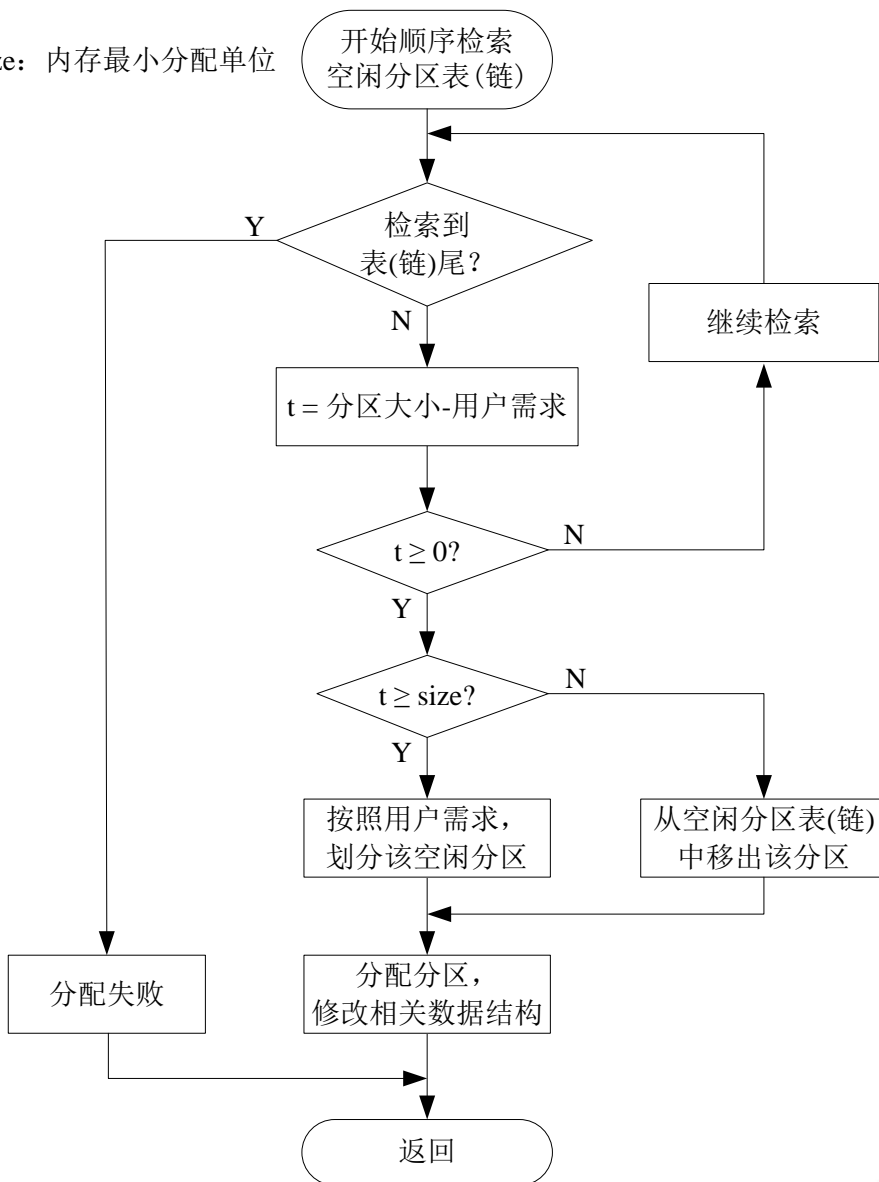 ze：内存最小分配单位
开始顺序检索
空闲分区表(链)
Y
检索到
表(链)尾？
N
继续检索
t = 分区大小-用户需求
t ≥ 0?
N
Y
t ≥ size?
N
Y
按照用户需求，
划分该空闲分区
从空闲分区表(链)
中移出该分区
分配失败
分配分区，
修改相关数据结构
返回